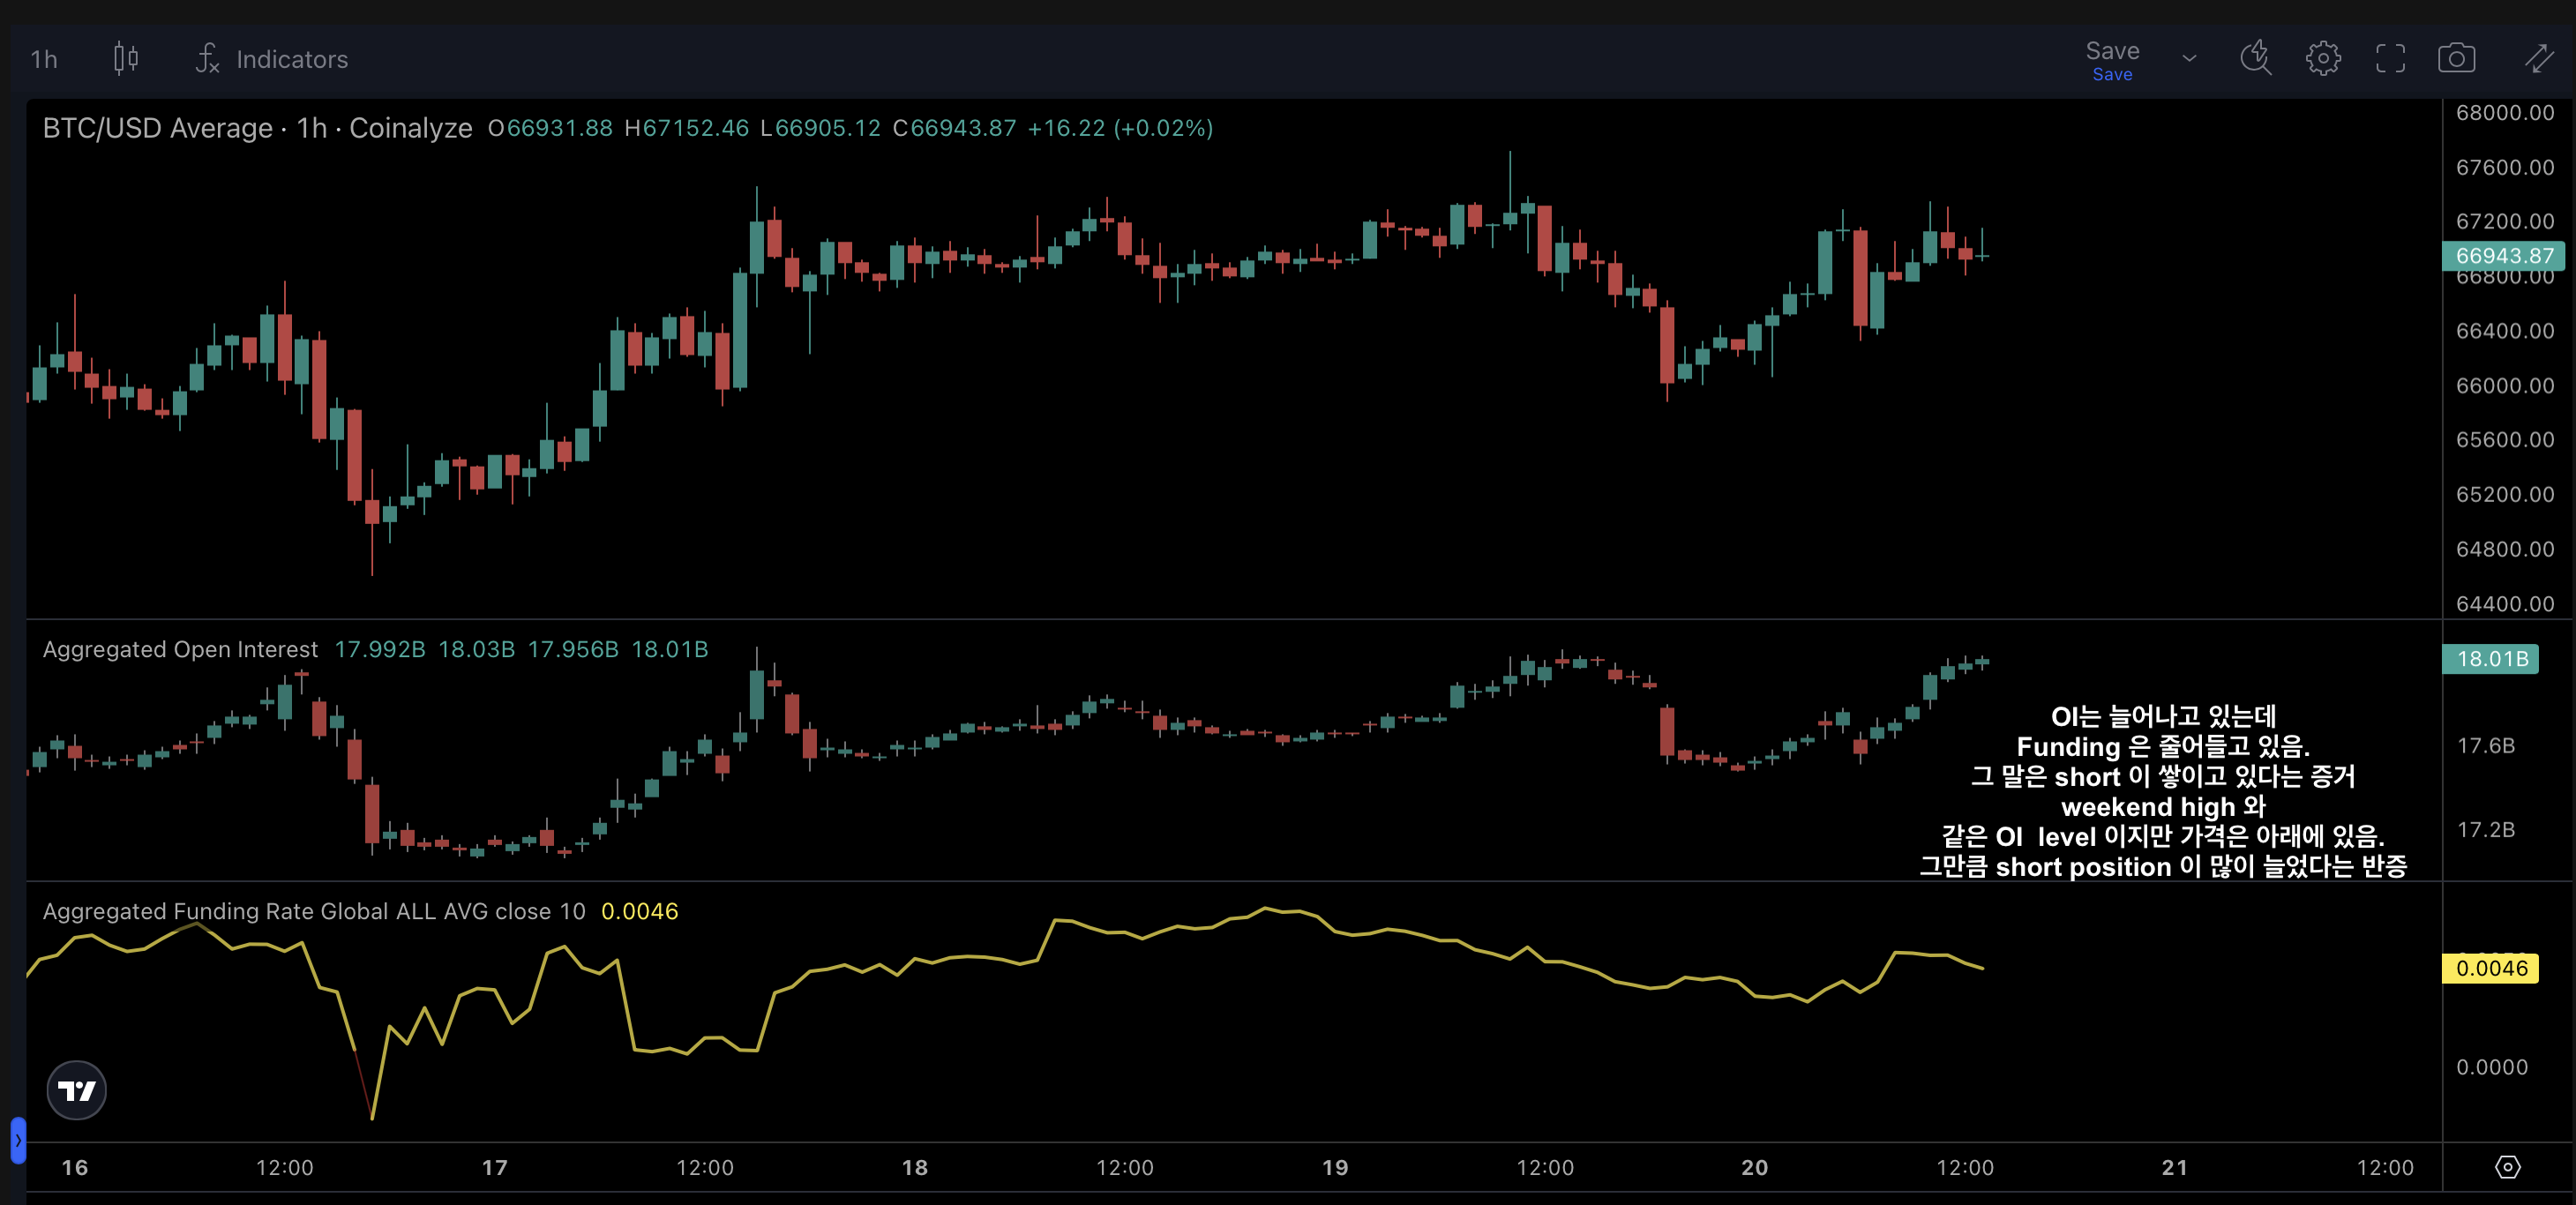 1h Indicators Save
Save
BTC/USD Average · 1h · Coinalyze O66931.88 H67152.46 L66905.12 C66943.87 +16.22 (+0.02%)
68000.00
67600.00
67200.00
66943.87
66800.00
66400.00
66000.00
65600.00
65200.00
64800.00
64400.00
Aggregated Open Interest 17.992B 18.03B 17.956B 18.01B
18.01B
17.6B
17.2B
OI는 늘어나고 있는데
Funding 은 줄어들고 있음.
그 말은 short 이 쌓이고 있다는 증거
weekend high 와
같은 OI level 이지만 가격은 아래에 있음.
그만큼 short position 이 많이 늘었다는 반증
Aggregated Funding Rate Global ALL AVG close 10 0.0046
0.0046
0.0000
16 12:00 17 12:00 18 12:00 19 12:00 20 12:00 21 12:00